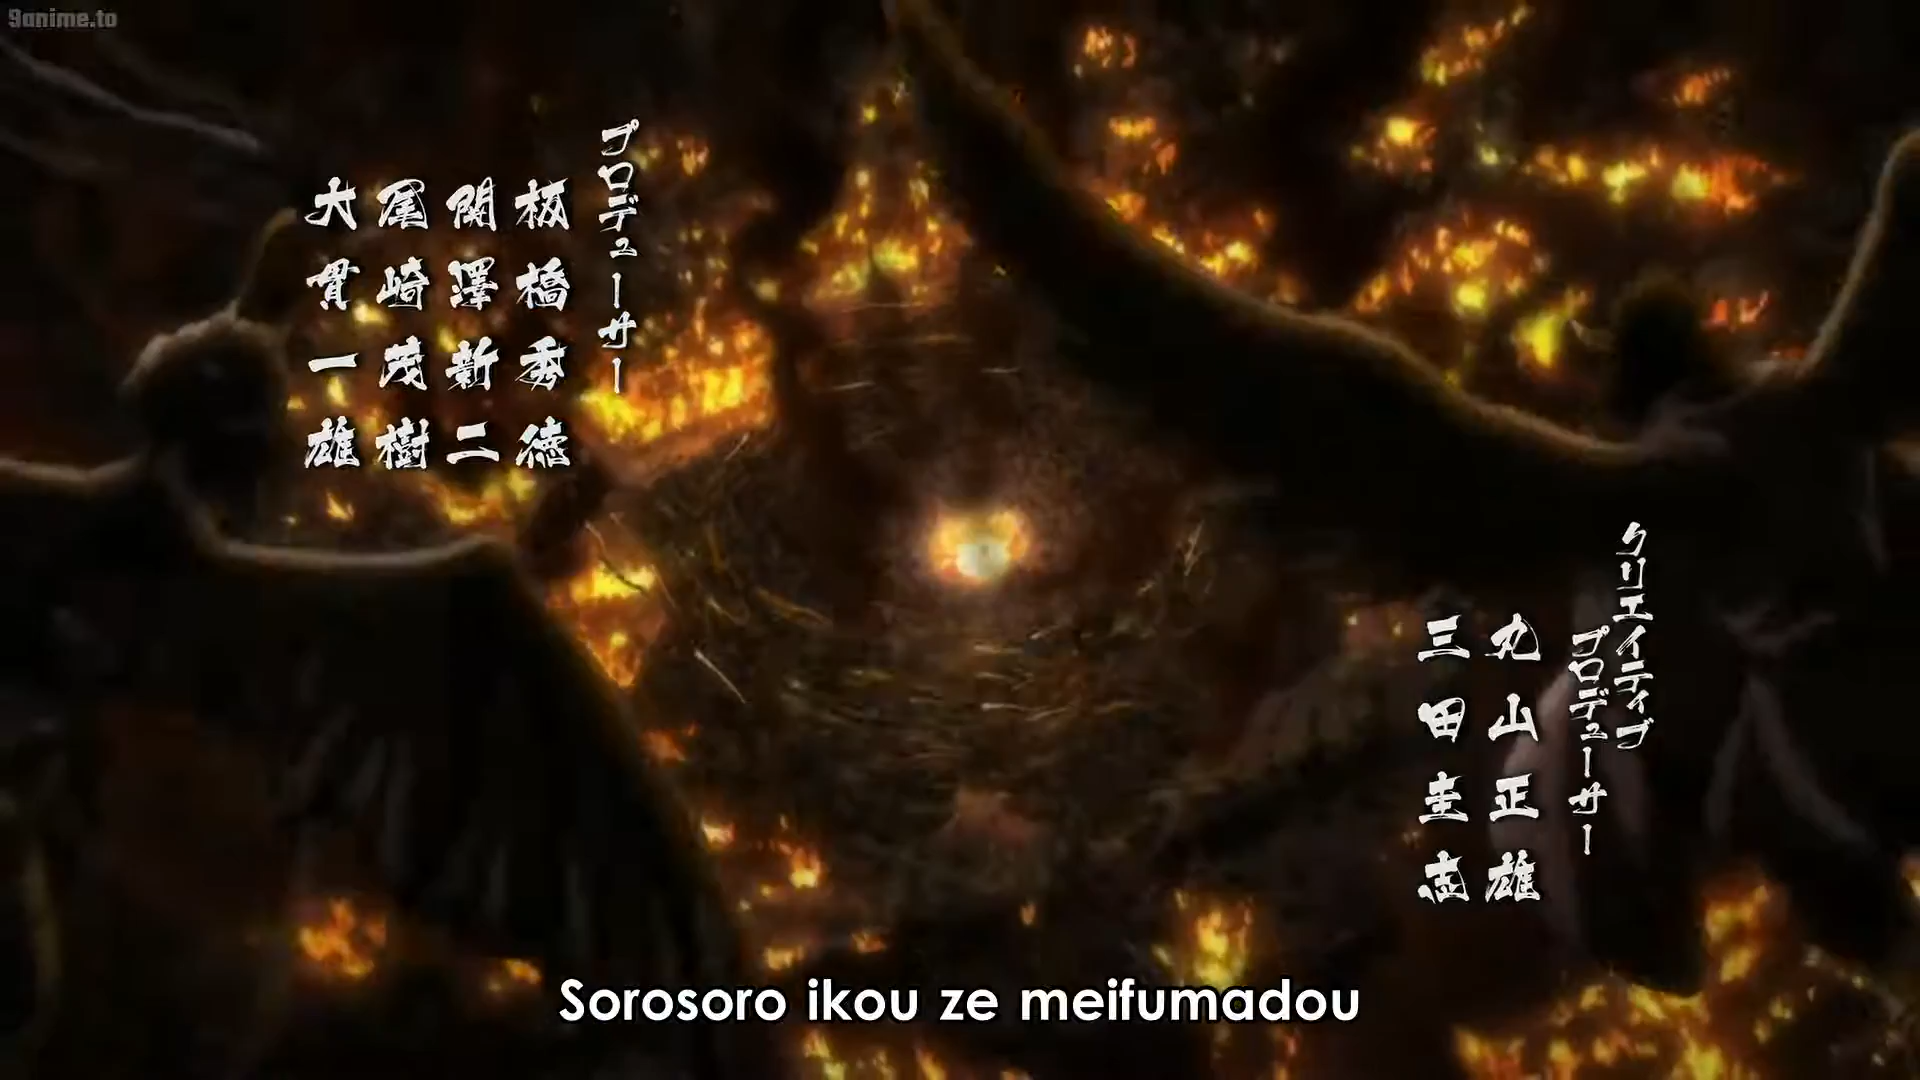 9anime.to
プロデューサー
板橋秀徳
関澤新二
尾崎茂樹
大貫一雄
クリエイティブ
プロデューサー
丸山正雄
三田圭志
Sorosoro ikou ze meifumadou